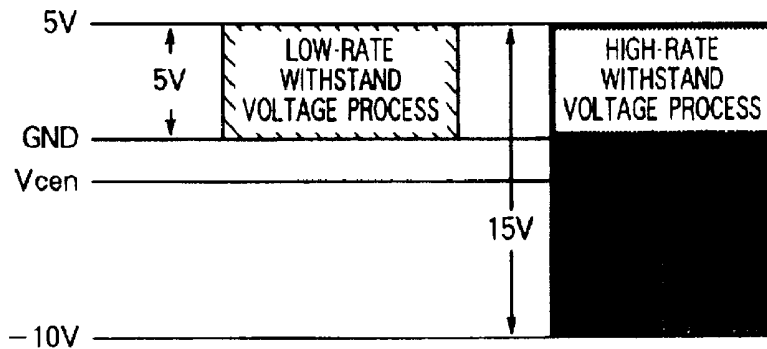 5V
5V
LOW-RATE
WITHSTAND
VOLTAGE PROCESS
HIGH-RATE
WITHSTAND
VOLTAGE PROCESS
GND
Vcen
15V
−10V